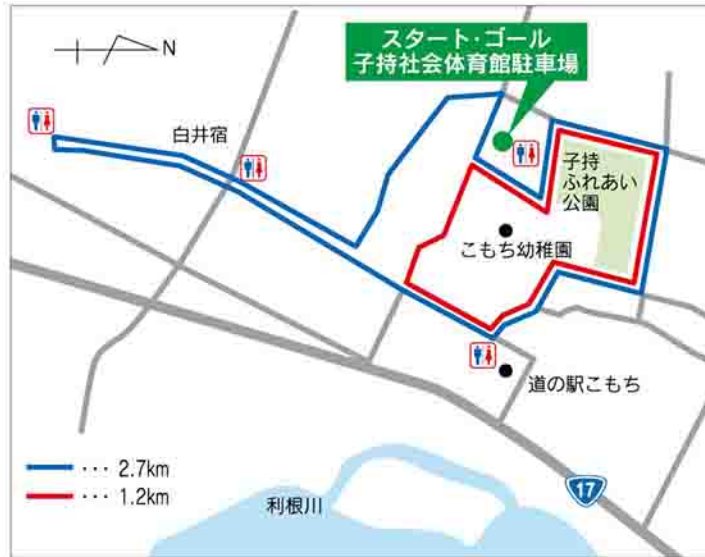 スタート・ゴール
子持社会体育館駐車場
N
白井宿
子持
ふれあい
公園
こもち幼稚園
道の駅こもち
… 2.7km
… 1.2km
利根川
17